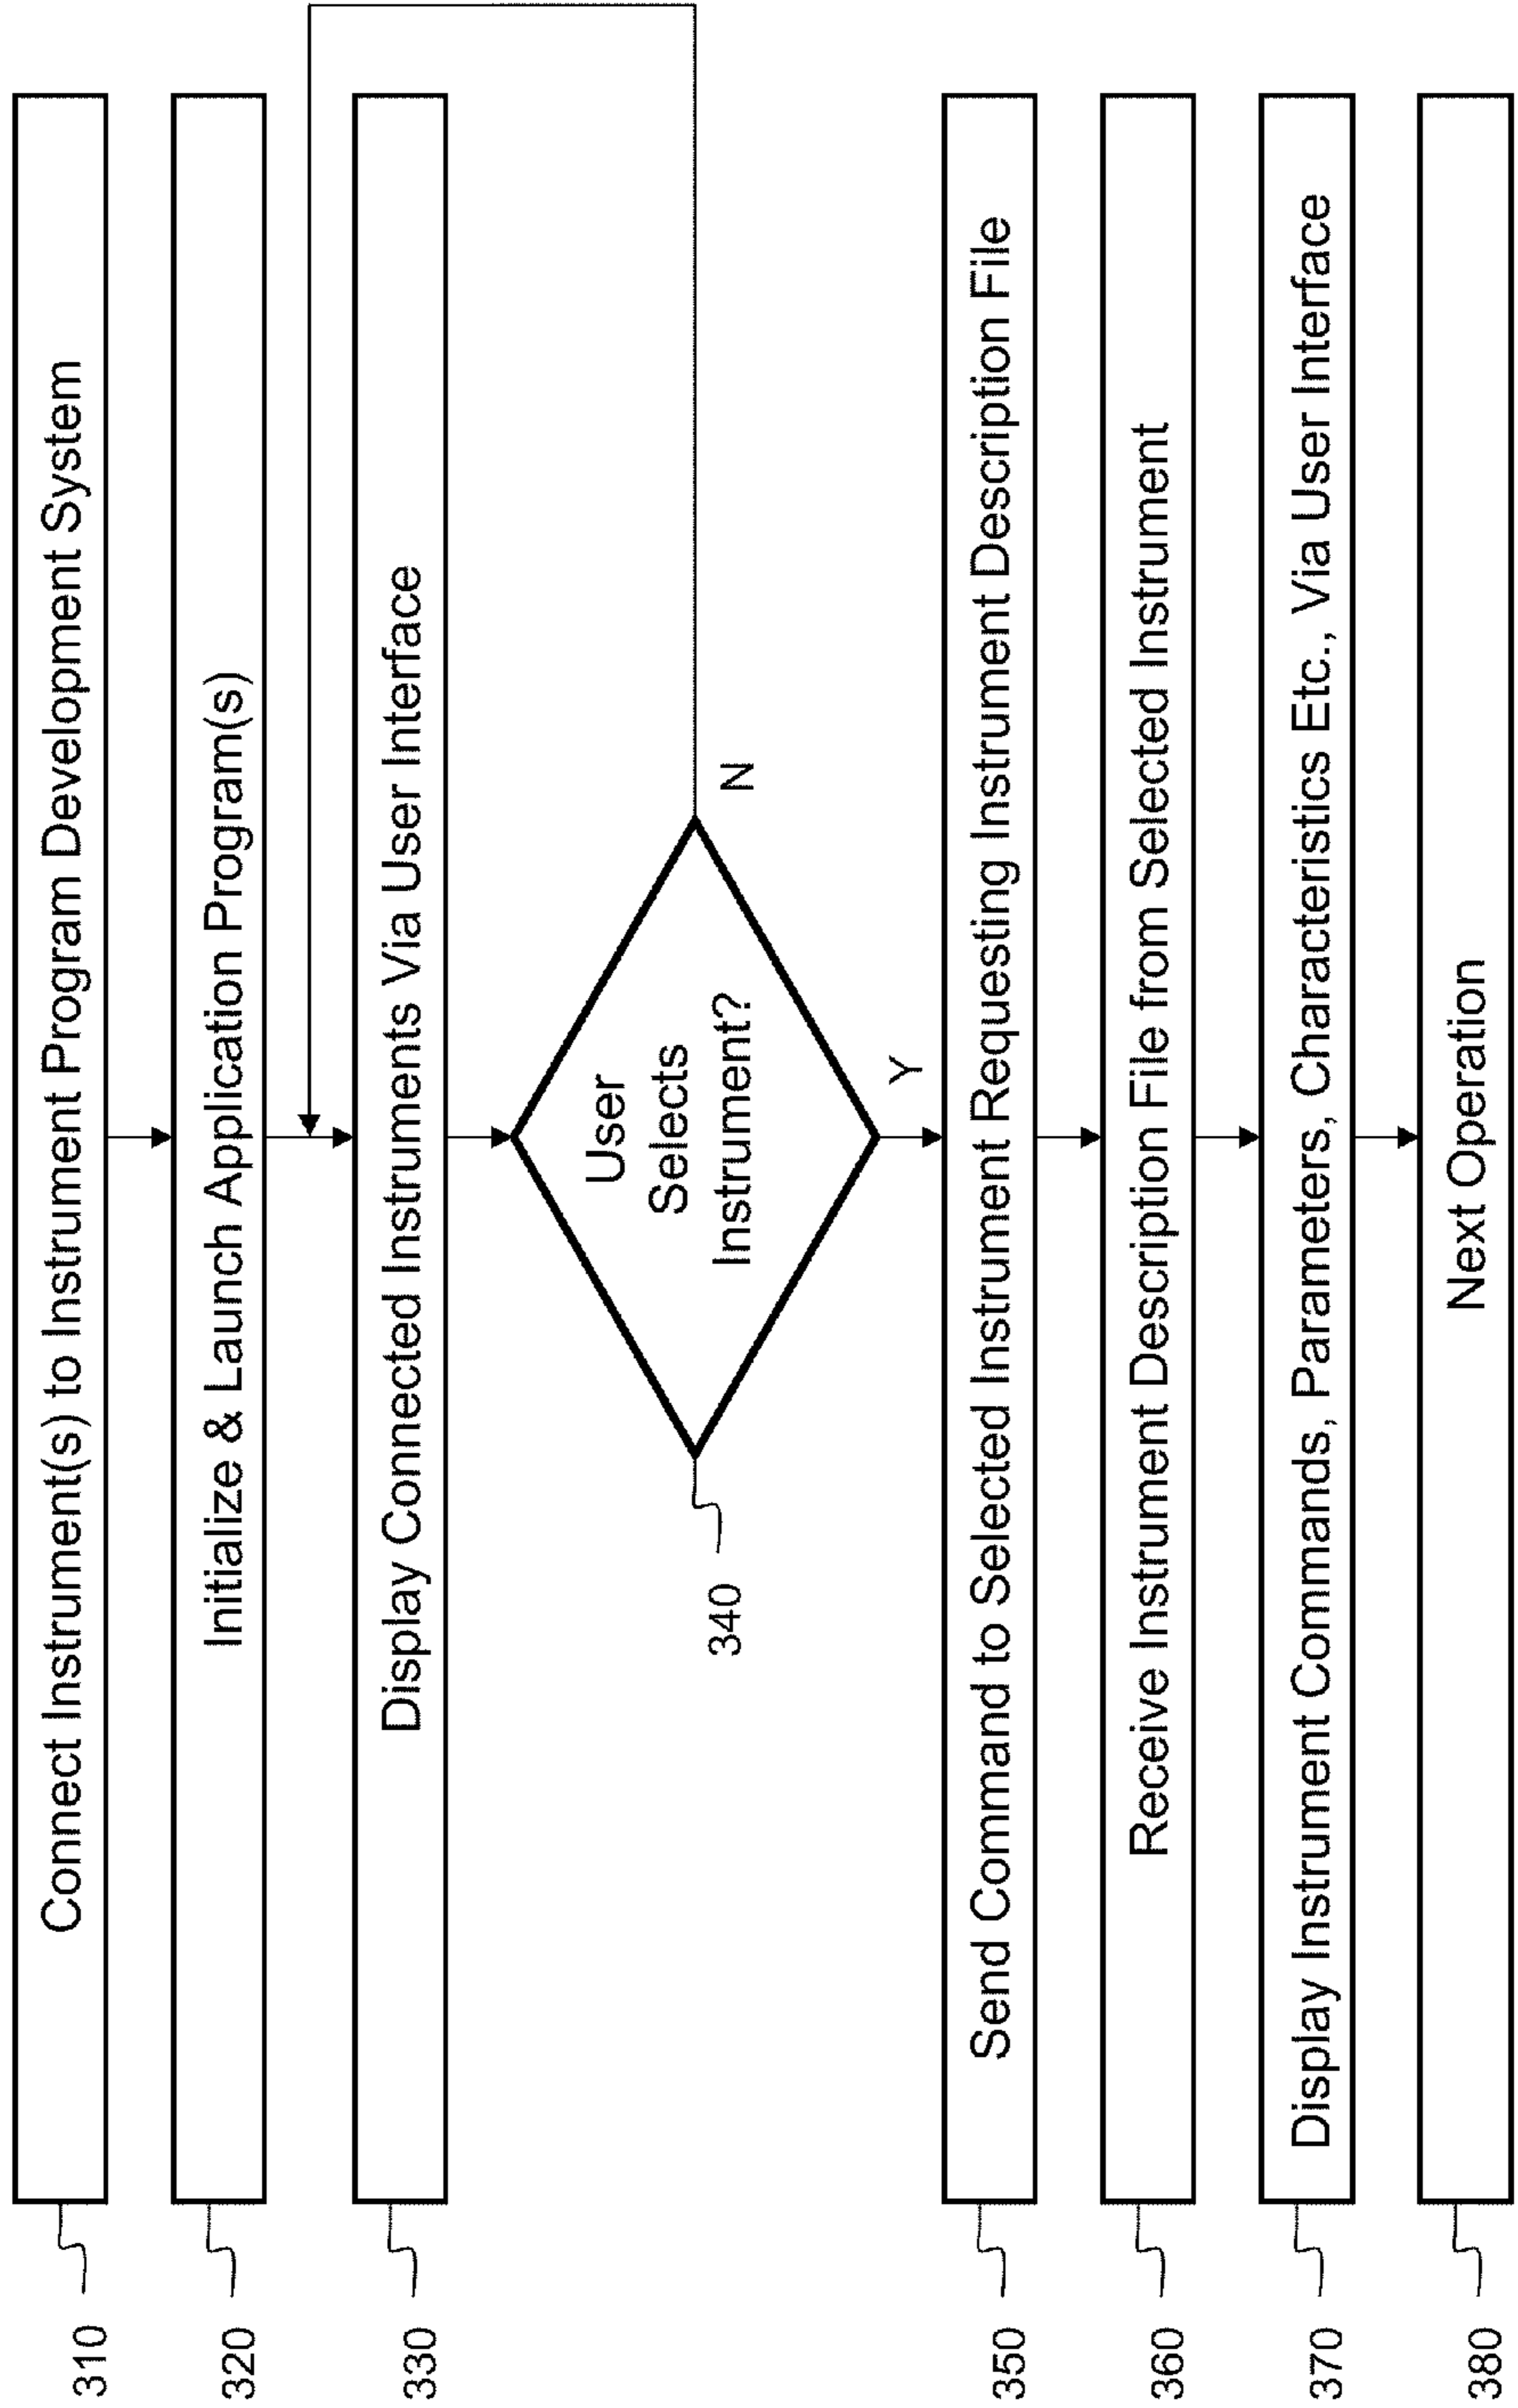 310
Connect Instrument(s) to Instrument Program Development System
320
Initialize & Launch Application Program(s)
330
Display Connected Instruments Via User Interface
340
User
Selects
Instrument?
N
Y
350
Send Command to Selected Instrument Requesting Instrument Description File
360
Receive Instrument Description File from Selected Instrument
370
Display Instrument Commands, Parameters, Characteristics Etc., Via User Interface
380
Next Operation